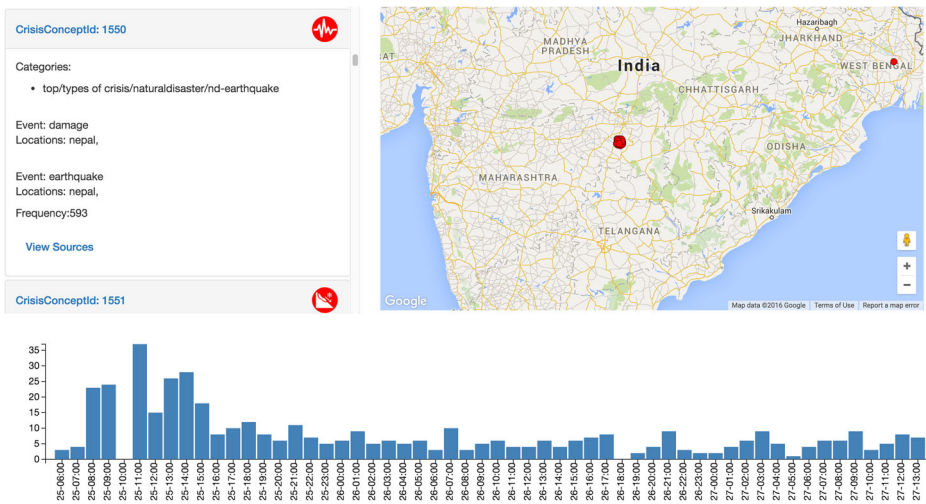 CrisisConceptId: 1550
Categories:
• top/types of crisis/naturaldisaster/nd-earthquake
Event: damage
Locations: nepal,
Event: earthquake
Locations: nepal,
Frequency:593
View Sources
CrisisConceptId: 1551
AT
MADHYA
PRADESH
India
Hazaribagh
JHARKHAND
WEST BENGAL
CHHATTISGARH
ODISHA
MAHARASHTRA
Srikakulam
TELANGANA
+
−
Google
Map data ©2016 Google
Terms of Use
Report a map error
35
30
25
20
15
10
5
0
25-06:00
25-07:00
25-08:00
25-09:00
25-10:00
25-11:00
25-12:00
25-13:00
25-14:00
25-15:00
25-16:00
25-17:00
25-18:00
25-19:00
25-20:00
25-21:00
25-22:00
25-23:00
26-00:00
26-01:00
26-02:00
26-03:00
26-04:00
26-05:00
26-06:00
26-07:00
26-08:00
26-09:00
26-10:00
26-11:00
26-12:00
26-13:00
26-14:00
26-15:00
26-16:00
26-17:00
26-18:00
26-19:00
26-20:00
26-21:00
26-22:00
26-23:00
27-00:00
27-01:00
27-02:00
27-03:00
27-04:00
27-05:00
27-06:00
27-07:00
27-08:00
27-09:00
27-10:00
27-11:00
27-12:00
27-13:00